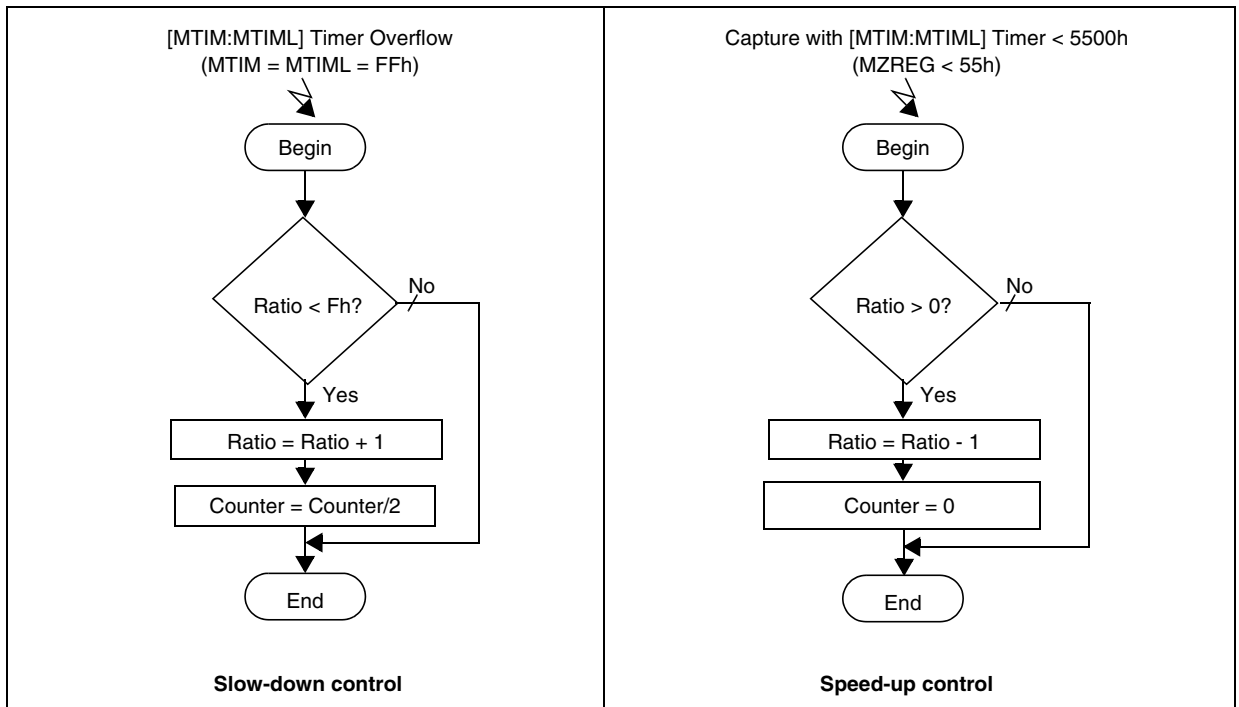 [MTIM:MTIML] Timer Overflow
(MTIM = MTIML = FFh)
Begin
Ratio < Fh?
No
Yes
Ratio = Ratio + 1
Counter = Counter/2
End
Slow-down control
Capture with [MTIM:MTIML] Timer < 5500h
(MZREG < 55h)
Begin
Ratio > 0?
No
Yes
Ratio = Ratio - 1
Counter = 0
End
Speed-up control